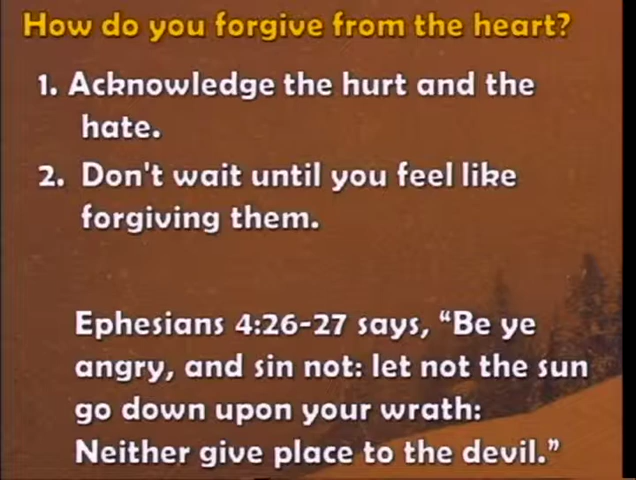 How do you forgive from the heart?
1. Acknowledge the hurt and the
hate.
2. Don't wait until you feel like
forgiving them.
Ephesians 4:26-27 says, “Be ye
angry, and sin not: let not the sun
go down upon your wrath:
Neither give place to the devil.”